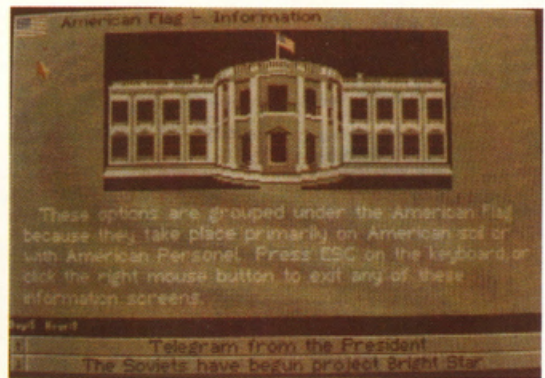 American Flag - Information
These options are grouped under the American Flag
because they take place primarily on American soil or
with American Personel. Press ESC on the keyboard or
click the right mouse button to exit any of these
information screens.
Telegram from the President
The Soviets have begun project Bright Star.